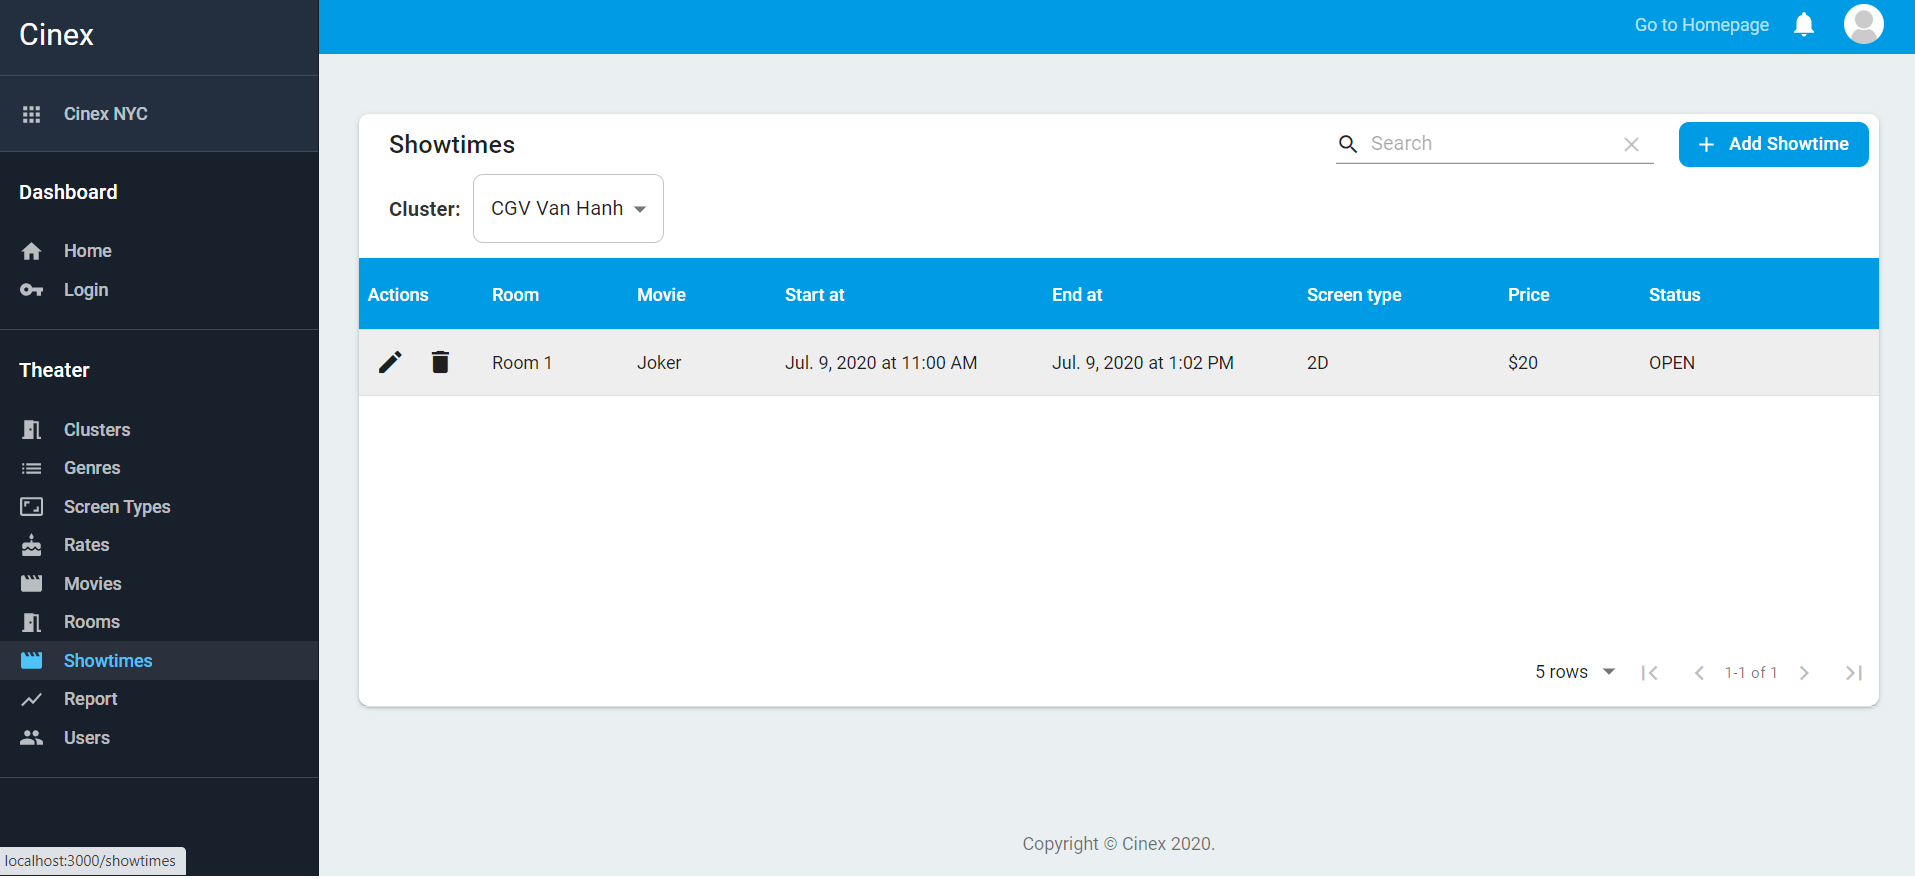 Cinex
Go to Homepage
Cinex NYC
Dashboard
Home
Login
Theater
Clusters
Genres
Screen Types
Rates
Movies
Rooms
Showtimes
Report
Users
localhost:3000/showtimes
Showtimes
Search
Add Showtime
Cluster: CGV Van Hanh
Actions Room Movie Start at End at Screen type Price Status
Room 1 Joker Jul. 9, 2020 at 11:00 AM Jul. 9, 2020 at 1:02 PM 2D $20 OPEN
5 rows 1-1 of 1
Copyright © Cinex 2020.